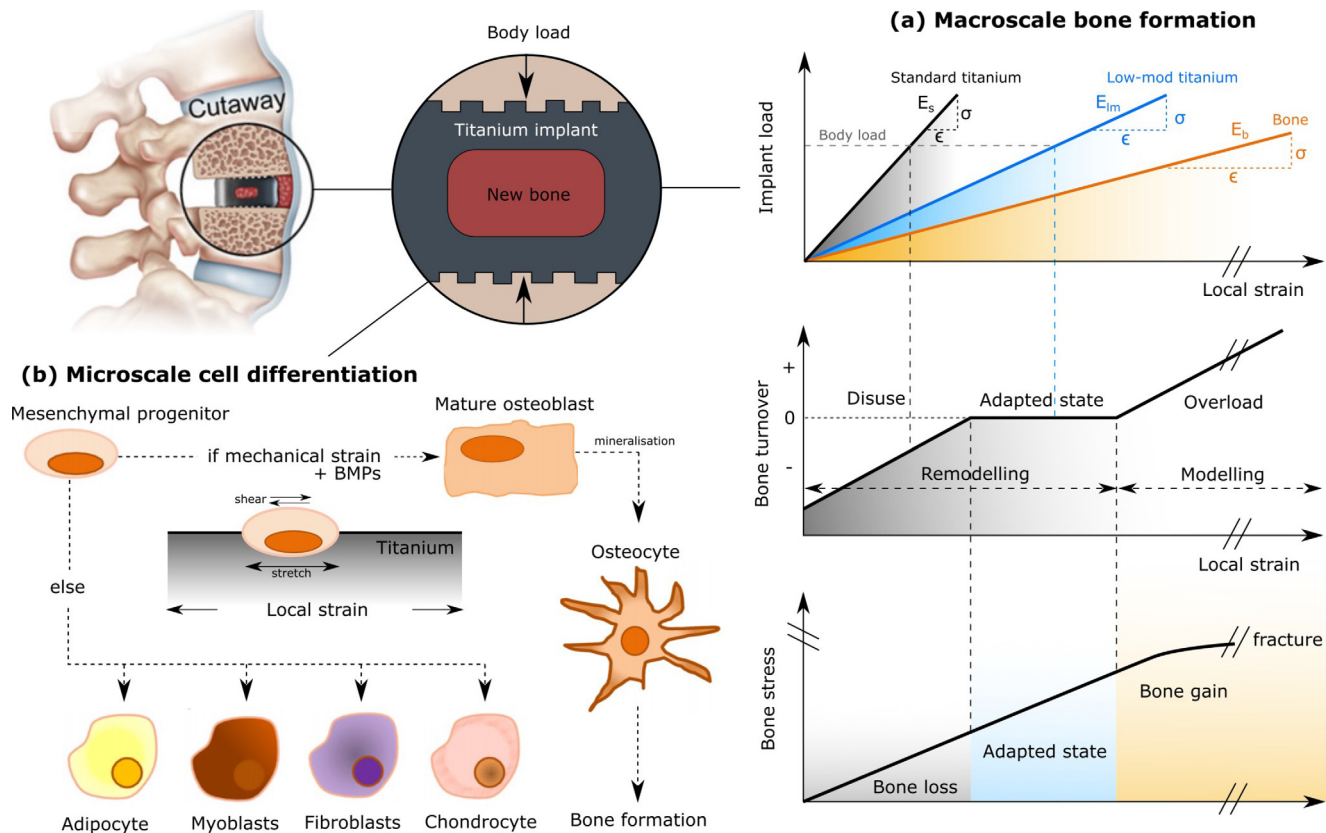 Cutaway
Body load
Titanium implant
New bone
(a) Macroscale bone formation
Implant load
Standard titanium
Low-mod titanium
Bone
E_s
σ
ϵ
E_lm
σ
ϵ
E_b
σ
ϵ
Body load
Local strain
Bone turnover
+
0
-
Disuse
Adapted state
Overload
Remodelling
Modelling
Local strain
Bone stress
fracture
Bone gain
Adapted state
Bone loss
(b) Microscale cell differentiation
Mesenchymal progenitor
Mature osteoblast
if mechanical strain
+ BMPs
mineralisation
shear
Titanium
stretch
Local strain
else
Osteocyte
Adipocyte
Myoblasts
Fibroblasts
Chondrocyte
Bone formation